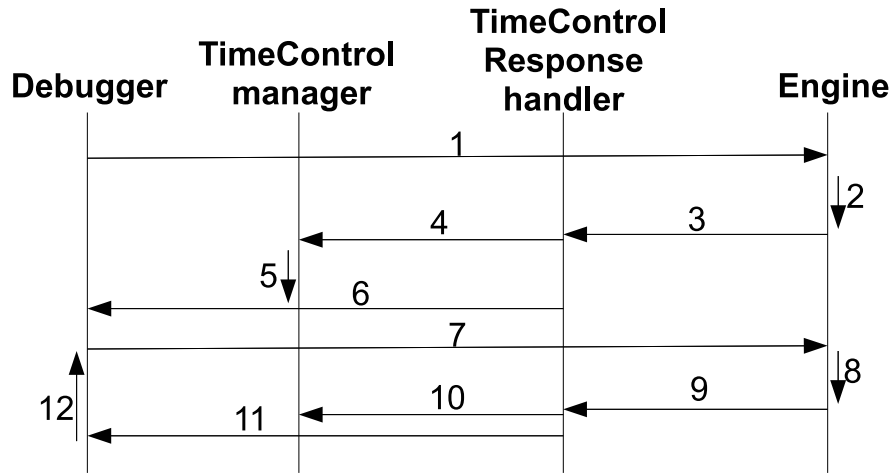 Debugger
TimeControl
manager
TimeControl
Response
handler
Engine
1
2
3
4
5
6
7
8
9
10
11
12